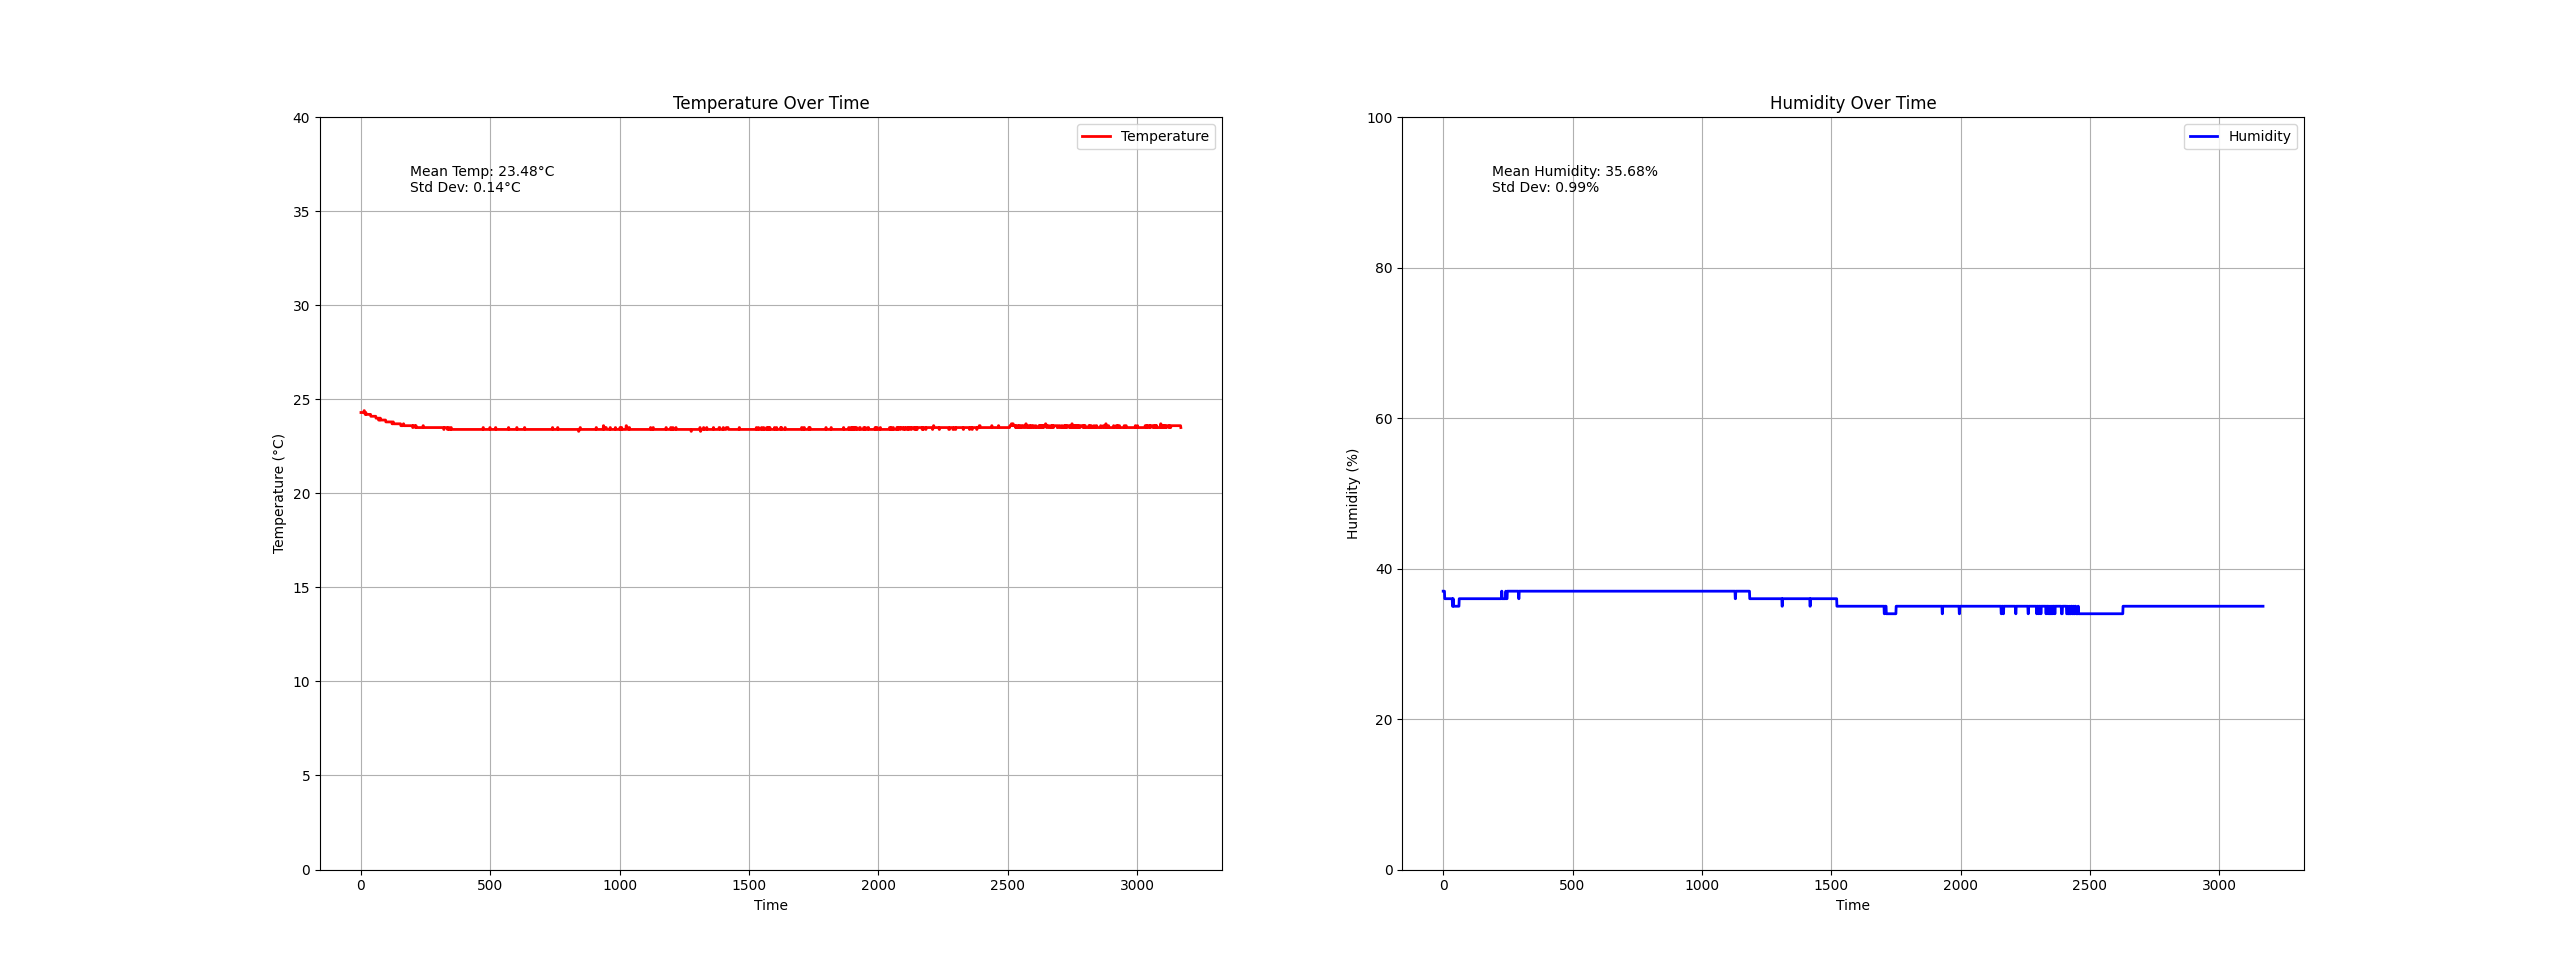 Temperature Over Time
40
35
30
25
20
15
10
5
0
Temperature (°C)
Temperature
Mean Temp: 23.48°C
Std Dev: 0.14°C
0 500 1000 1500 2000 2500 3000
Time
Humidity Over Time
100
80
60
40
20
0
Humidity (%)
Humidity
Mean Humidity: 35.68%
Std Dev: 0.99%
0 500 1000 1500 2000 2500 3000
Time